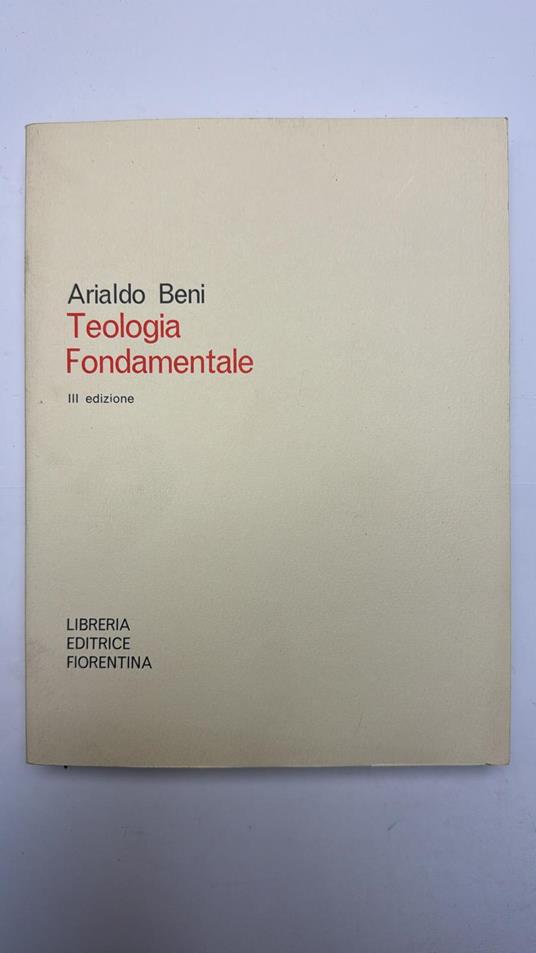 Arialdo Beni
Teologia
Fondamentale
III edizione
LIBRERIA
EDITRICE
FIORENTINA